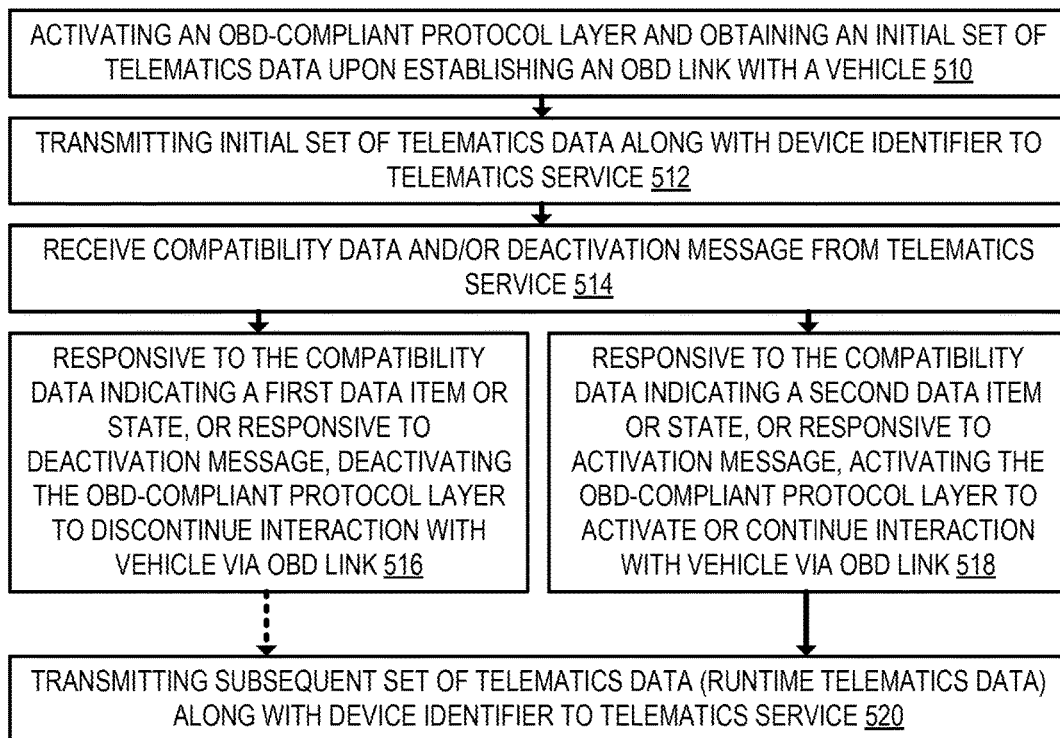 ACTIVATING AN OBD-COMPLIANT PROTOCOL LAYER AND OBTAINING AN INITIAL SET OF
TELEMATICS DATA UPON ESTABLISHING AN OBD LINK WITH A VEHICLE 510
TRANSMITTING INITIAL SET OF TELEMATICS DATA ALONG WITH DEVICE IDENTIFIER TO
TELEMATICS SERVICE 512
RECEIVE COMPATIBILITY DATA AND/OR DEACTIVATION MESSAGE FROM TELEMATICS
SERVICE 514
RESPONSIVE TO THE COMPATIBILITY
DATA INDICATING A FIRST DATA ITEM OR
STATE, OR RESPONSIVE TO
DEACTIVATION MESSAGE, DEACTIVATING
THE OBD-COMPLIANT PROTOCOL LAYER
TO DISCONTINUE INTERACTION WITH
VEHICLE VIA OBD LINK 516
RESPONSIVE TO THE COMPATIBILITY
DATA INDICATING A SECOND DATA ITEM
OR STATE, OR RESPONSIVE TO
ACTIVATION MESSAGE, ACTIVATING THE
OBD-COMPLIANT PROTOCOL LAYER TO
ACTIVATE OR CONTINUE INTERACTION
WITH VEHICLE VIA OBD LINK 518
TRANSMITTING SUBSEQUENT SET OF TELEMATICS DATA (RUNTIME TELEMATICS DATA)
ALONG WITH DEVICE IDENTIFIER TO TELEMATICS SERVICE 520